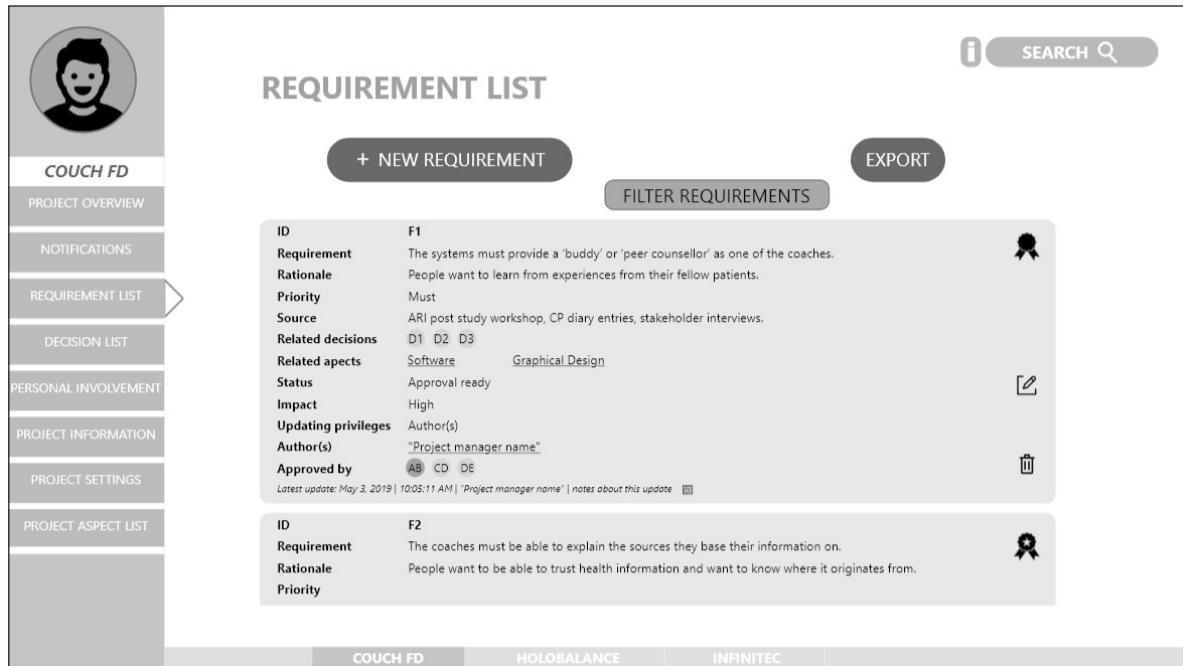 SEARCH
REQUIREMENT LIST
+ NEW REQUIREMENT
EXPORT
FILTER REQUIREMENTS
COUCH FD
PROJECT OVERVIEW
NOTIFICATIONS
REQUIREMENT LIST
DECISION LIST
PERSONAL INVOLVEMENT
PROJECT INFORMATION
PROJECT SETTINGS
PROJECT ASPECT LIST
ID F1
Requirement The systems must provide a 'buddy' or 'peer counsellor' as one of the coaches.
Rationale People want to learn from experiences from their fellow patients.
Priority Must
Source ARI post study workshop, CP diary entries, stakeholder interviews.
Related decisions D1 D2 D3
Related apects Software Graphical Design
Status Approval ready
Impact High
Updating privileges Author(s)
Author(s) "Project manager name"
Approved by AB CD DE
Latest update: May 3, 2019 | 10:05:11 AM | "Project manager name" | notes about this update
ID F2
Requirement The coaches must be able to explain the sources they base their information on.
Rationale People want to be able to trust health information and want to know where it originates from.
Priority
COUCH FD HOLOBALANCE INFINITEC